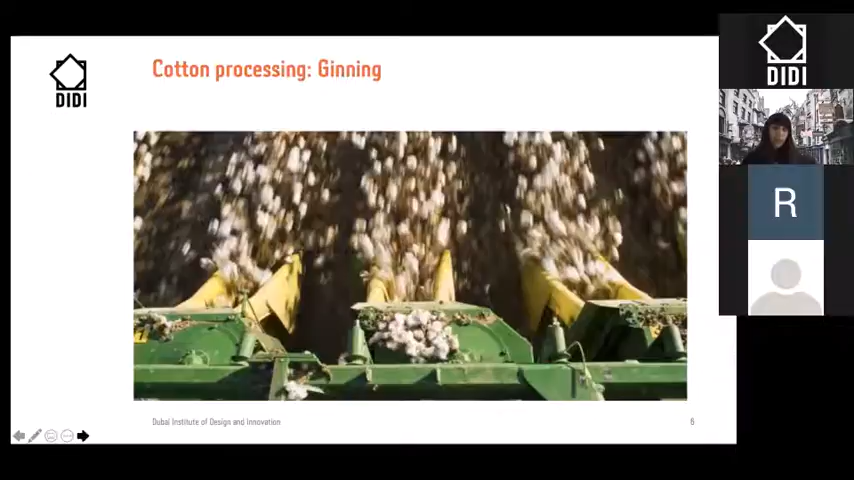 DIDI
Cotton processing: Ginning
Dubai Institute of Design and Innovation
6
DIDI
R